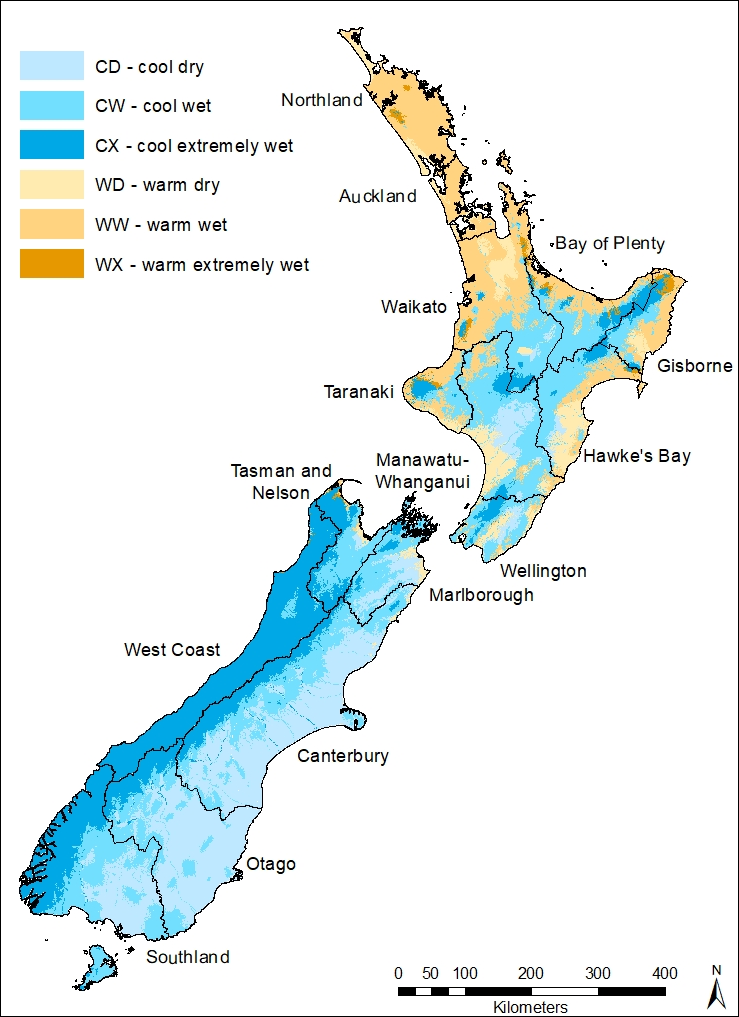 CD - cool dry
CW - cool wet
CX - cool extremely wet
WD - warm dry
WW - warm wet
WX - warm extremely wet
Northland
Auckland
Bay of Plenty
Waikato
Gisborne
Taranaki
Hawke's Bay
Manawatu-
Whanganui
Tasman and
Nelson
Wellington
Marlborough
West Coast
Canterbury
Otago
Southland
0 50 100 200 300 400
Kilometers
N